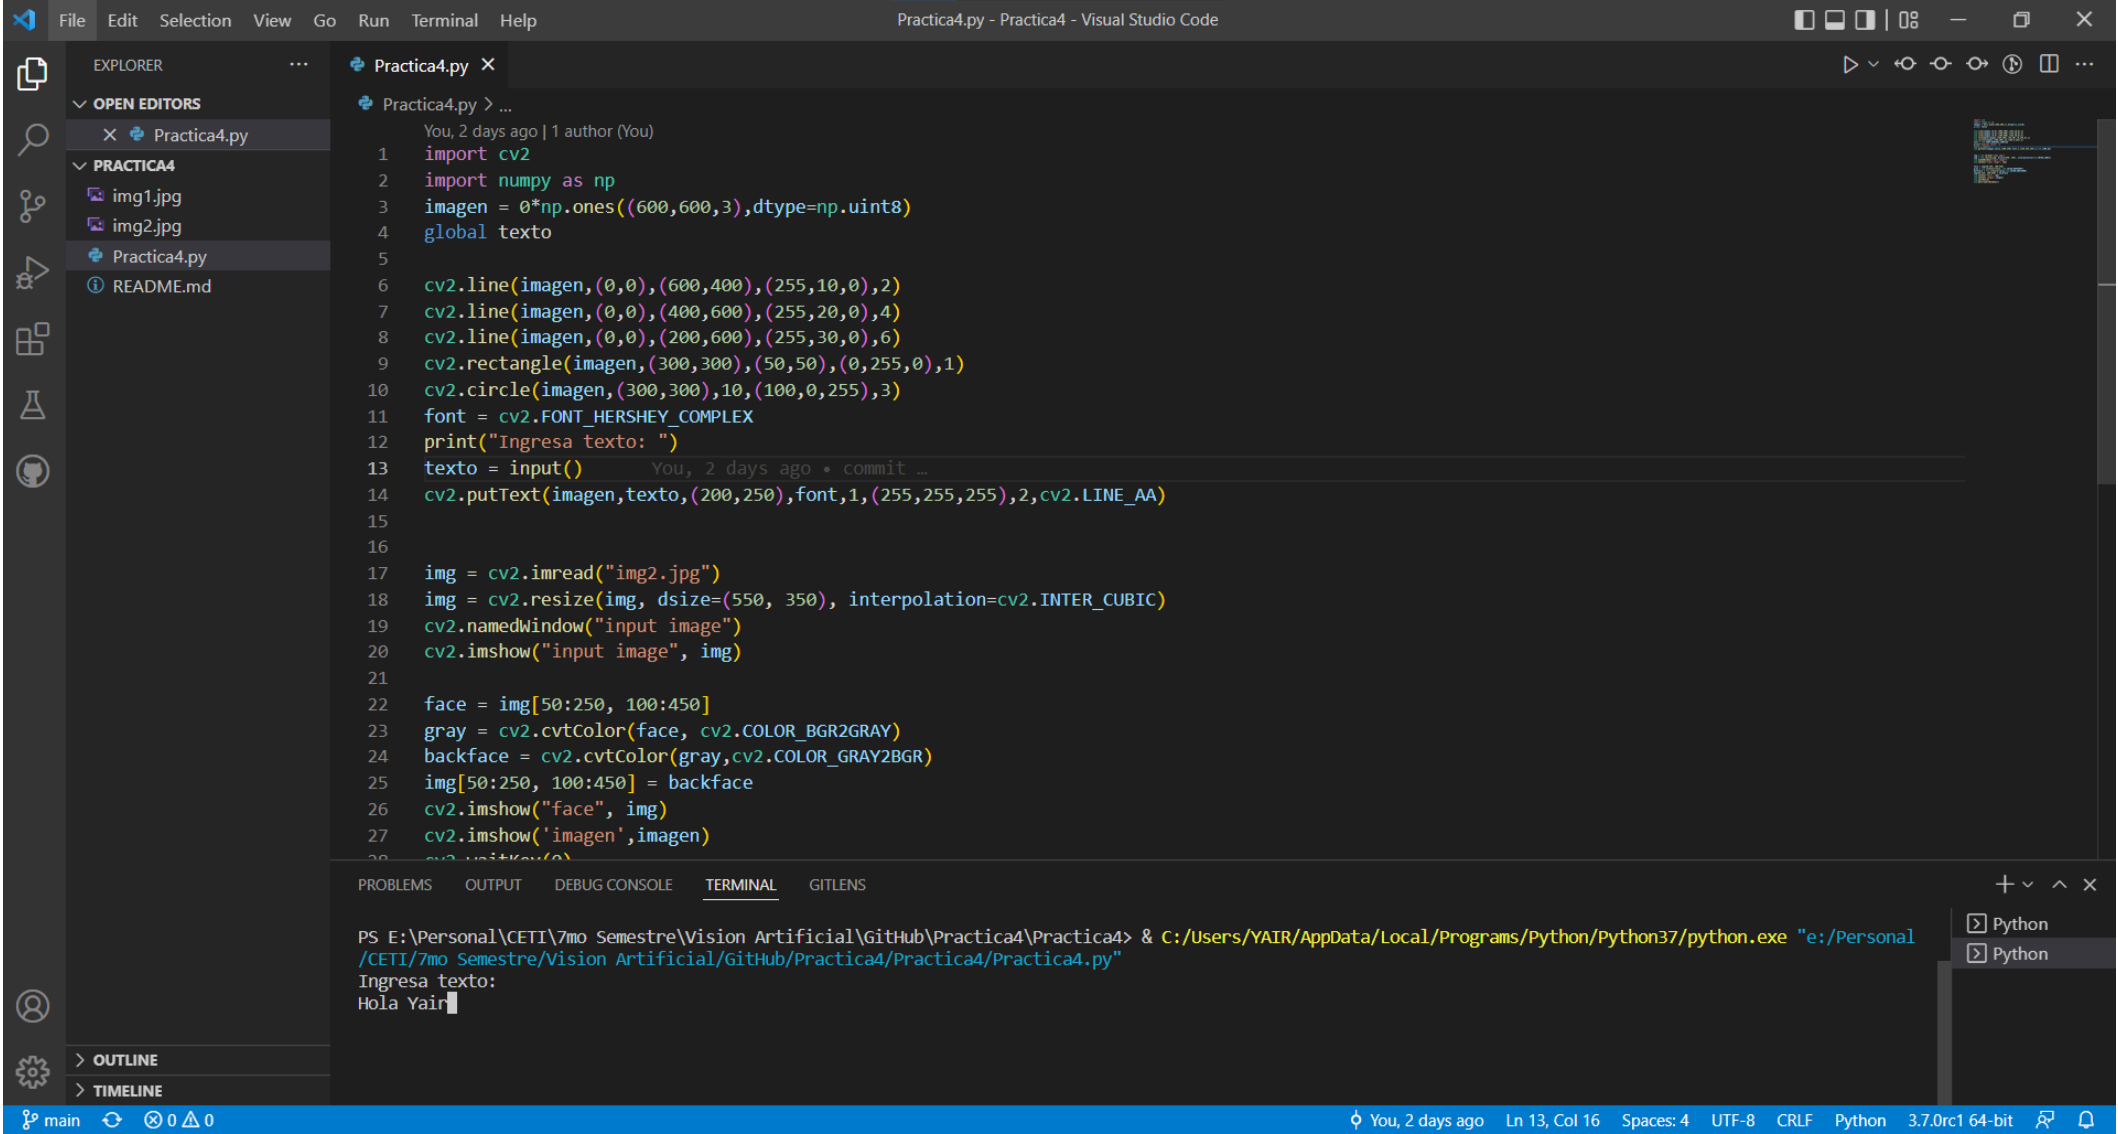 File Edit Selection View Go Run Terminal Help Practica4.py - Practica4 - Visual Studio Code
EXPLORER
OPEN EDITORS
Practica4.py
PRACTICA4
img1.jpg
img2.jpg
Practica4.py
README.md
OUTLINE
TIMELINE
Practica4.py
Practica4.py > ...
You, 2 days ago | 1 author (You)
1 import cv2
2 import numpy as np
3 imagen = 0*np.ones((600,600,3),dtype=np.uint8)
4 global texto
5
6 cv2.line(imagen,(0,0),(600,400),(255,10,0),2)
7 cv2.line(imagen,(0,0),(400,600),(255,20,0),4)
8 cv2.line(imagen,(0,0),(200,600),(255,30,0),6)
9 cv2.rectangle(imagen,(300,300),(50,50),(0,255,0),1)
10 cv2.circle(imagen,(300,300),10,(100,0,255),3)
11 font = cv2.FONT_HERSHEY_COMPLEX
12 print("Ingresa texto: ")
13 texto = input() You, 2 days ago • commit …
14 cv2.putText(imagen,texto,(200,250),font,1,(255,255,255),2,cv2.LINE_AA)
15
16
17 img = cv2.imread("img2.jpg")
18 img = cv2.resize(img, dsize=(550, 350), interpolation=cv2.INTER_CUBIC)
19 cv2.namedWindow("input image")
20 cv2.imshow("input image", img)
21
22 face = img[50:250, 100:450]
23 gray = cv2.cvtColor(face, cv2.COLOR_BGR2GRAY)
24 backface = cv2.cvtColor(gray,cv2.COLOR_GRAY2BGR)
25 img[50:250, 100:450] = backface
26 cv2.imshow("face", img)
27 cv2.imshow('imagen',imagen)
28 cv2.waitKey(0)
PROBLEMS OUTPUT DEBUG CONSOLE TERMINAL GITLENS
PS E:\Personal\CETI\7mo Semestre\Vision Artificial\GitHub\Practica4\Practica4> & C:/Users/YAIR/AppData/Local/Programs/Python/Python37/python.exe "e:/Personal
/CETI/7mo Semestre/Vision Artificial/GitHub/Practica4/Practica4/Practica4.py"
Ingresa texto:
Hola Yair
Python
Python
main 0 0 You, 2 days ago Ln 13, Col 16 Spaces: 4 UTF-8 CRLF Python 3.7.0rc1 64-bit